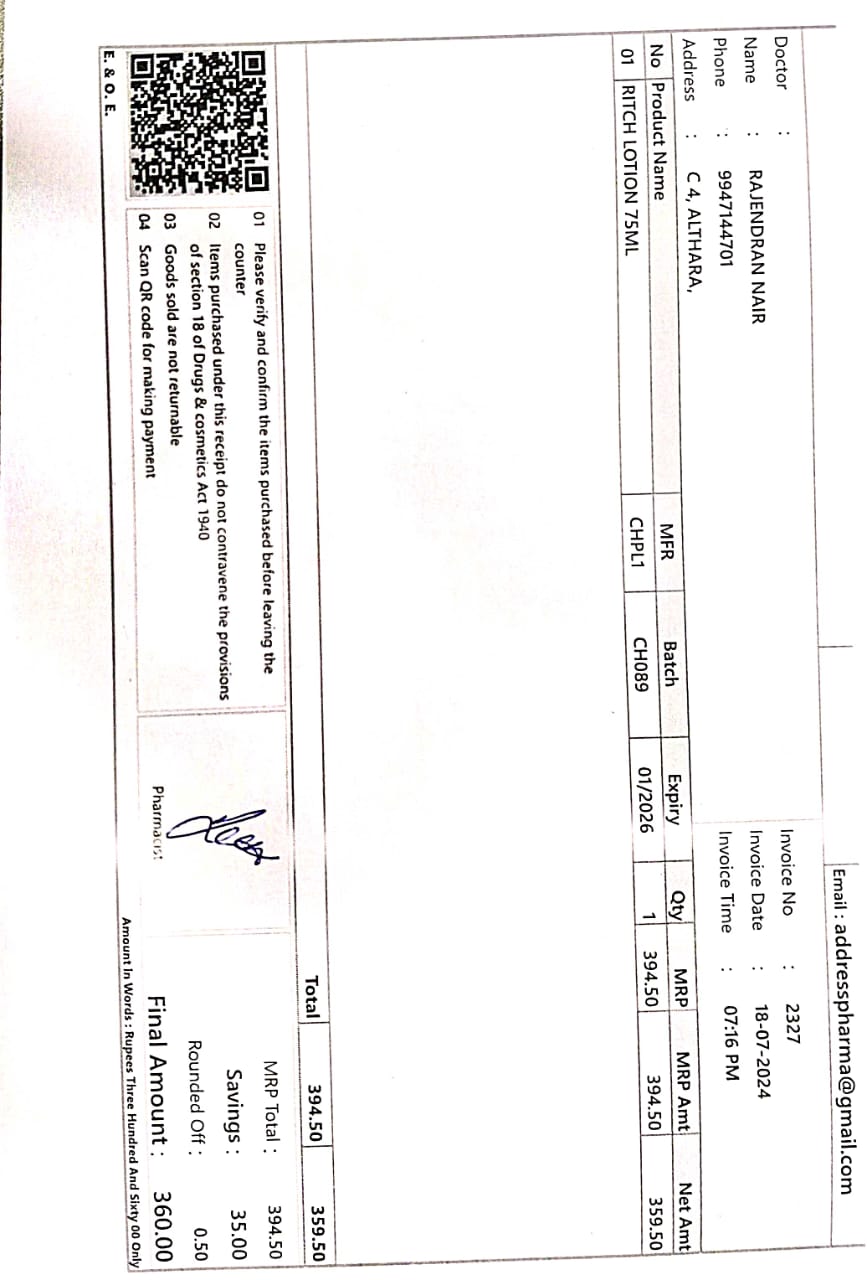 Email : addresspharma@gmail.com
Doctor :
Name : RAJENDRAN NAIR
Phone : 9947144701
Address : C 4, ALTHARA,
Invoice No : 2327
Invoice Date : 18-07-2024
Invoice Time : 07:16 PM
No Product Name MFR Batch Expiry Qty MRP MRP Amt Net Amt
01 RITCH LOTION 75ML CHPL1 CH089 01/2026 1 394.50 394.50 359.50
Total 394.50 359.50
01 Please verify and confirm the items purchased before leaving the
counter
02 Items purchased under this receipt do not contravene the provisions
of section 18 of Drugs & cosmetics Act 1940
03 Goods sold are not returnable
04 Scan QR code for making payment
E. & O. E.
Pharmacist
MRP Total : 394.50
Savings : 35.00
Rounded Off : 0.50
Final Amount : 360.00
Amount In Words : Rupees Three Hundred And Sixty 00 Only